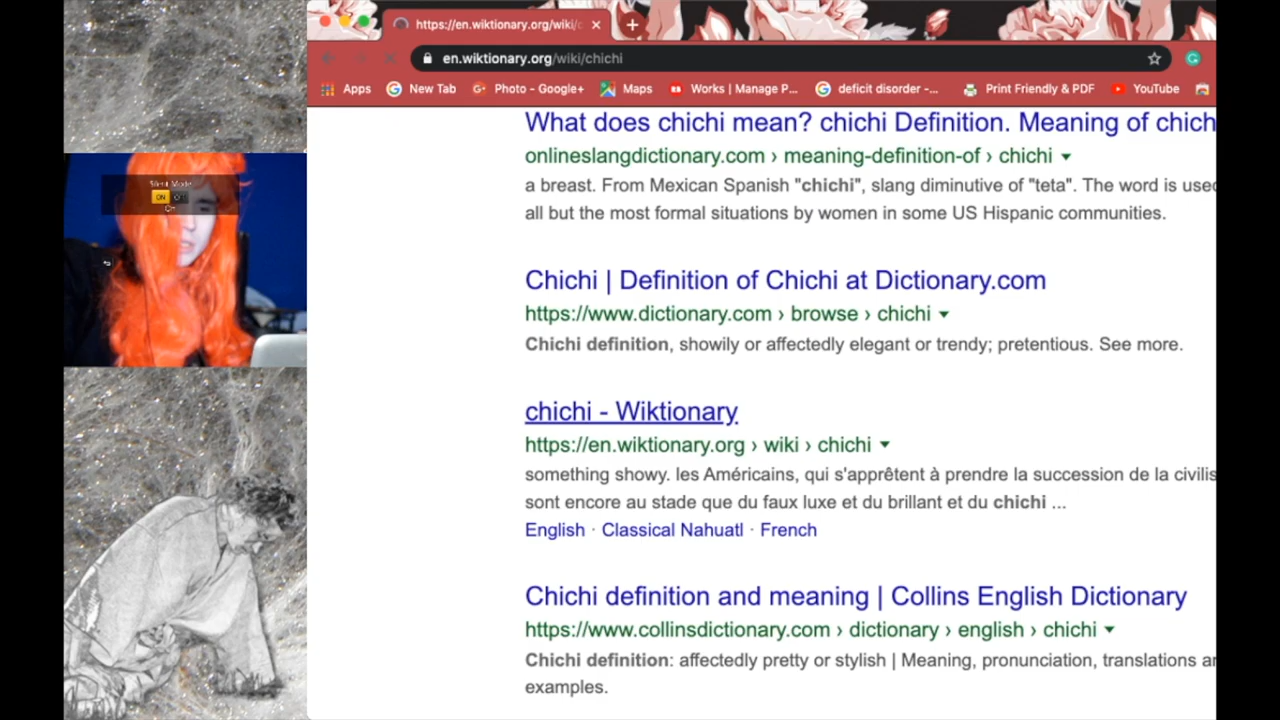 https://en.wiktionary.org/wiki/c
en.wiktionary.org/wiki/chichi
Apps New Tab Photo - Google+ Maps Works | Manage P... deficit disorder -... Print Friendly & PDF YouTube
What does chichi mean? chichi Definition. Meaning of chich
onlineslangdictionary.com › meaning-definition-of › chichi
a breast. From Mexican Spanish "chichi", slang diminutive of "teta". The word is used
all but the most formal situations by women in some US Hispanic communities.
Silent Mode
ON OFF
On
Chichi | Definition of Chichi at Dictionary.com
https://www.dictionary.com › browse › chichi
Chichi definition, showily or affectedly elegant or trendy; pretentious. See more.
chichi - Wiktionary
https://en.wiktionary.org › wiki › chichi
something showy. les Américains, qui s'apprêtent à prendre la succession de la civilis
sont encore au stade que du faux luxe et du brillant et du chichi ...
English · Classical Nahuatl · French
Chichi definition and meaning | Collins English Dictionary
https://www.collinsdictionary.com › dictionary › english › chichi
Chichi definition: affectedly pretty or stylish | Meaning, pronunciation, translations ar
examples.